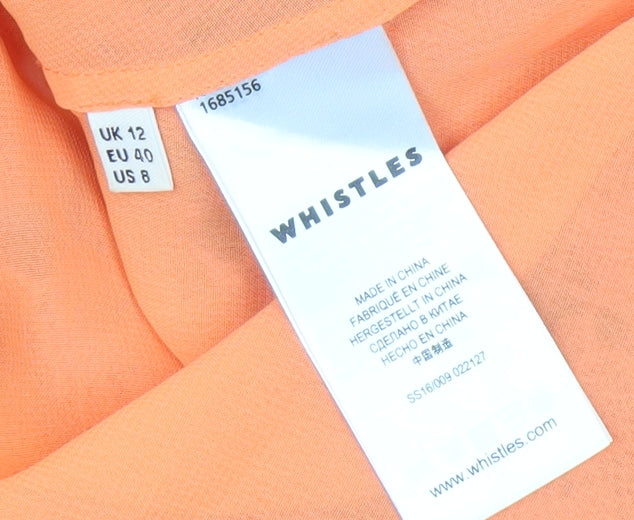 UK 12
EU 40
US 8
1685156
WHISTLES
MADE IN CHINA
FABRIQUÉ EN CHINE
HERGESTELLT IN CHINA
СДЕЛАНО В КИТАЕ
HECHO EN CHINA
中国制造
SS16/009 022127
www.whistles.com